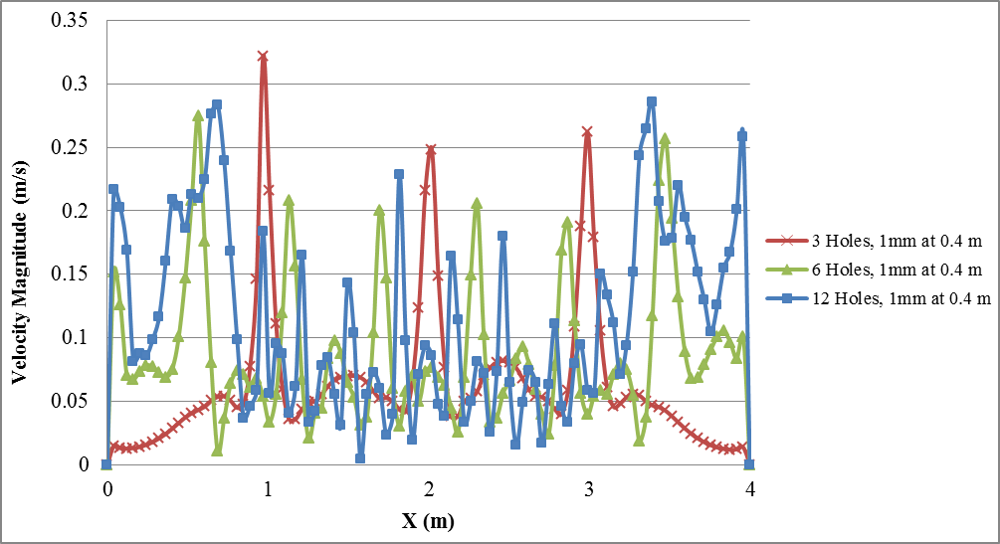 0.35
0.3
0.25
0.2
0.15
0.1
0.05
0
Velocity Magnitude (m/s)
0 1 2 3 4
X (m)
3 Holes, 1mm at 0.4 m
6 Holes, 1mm at 0.4 m
12 Holes, 1mm at 0.4 m